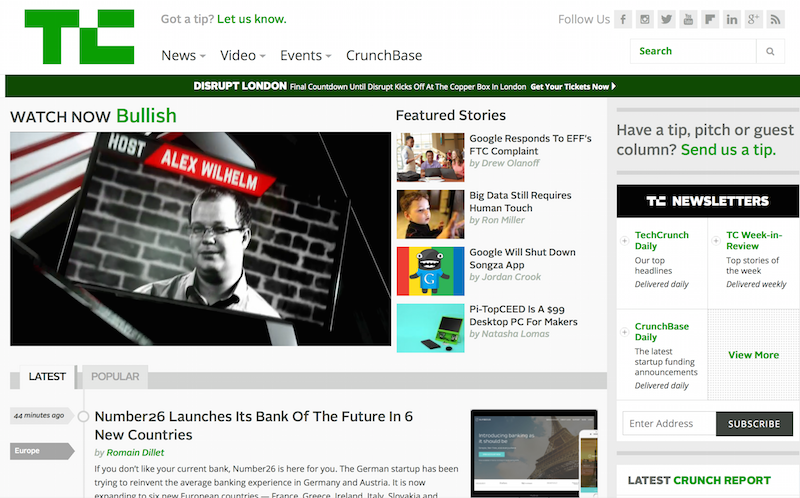 TC
Got a tip? Let us know.
Follow Us
News Video Events CrunchBase
Search
DISRUPT LONDON Final Countdown Until Disrupt Kicks Off At The Copper Box In London Get Your Tickets Now
WATCH NOW Bullish
HOST
ALEX WILHELM
Featured Stories
Google Responds To EFF's
FTC Complaint
by Drew Olanoff
Big Data Still Requires
Human Touch
by Ron Miller
Google Will Shut Down
Songza App
by Jordan Crook
Pi-TopCEED Is A $99
Desktop PC For Makers
by Natasha Lomas
Have a tip, pitch or guest
column? Send us a tip.
TC NEWSLETTERS
TechCrunch
Daily
Our top
headlines
Delivered daily
TC Week-in-
Review
Top stories of
the week
Delivered weekly
CrunchBase
Daily
The latest
startup funding
announcements
Delivered daily
View More
Enter Address
SUBSCRIBE
LATEST CRUNCH REPORT
LATEST POPULAR
44 minutes ago
Europe
Number26 Launches Its Bank Of The Future In 6
New Countries
by Romain Dillet
If you don't like your current bank, Number26 is here for you. The German startup has been
trying to reinvent the average banking experience in Germany and Austria. It is now
expanding to six new European countries — France, Greece, Ireland, Italy, Slovakia and
Introducing banking as
it should be.